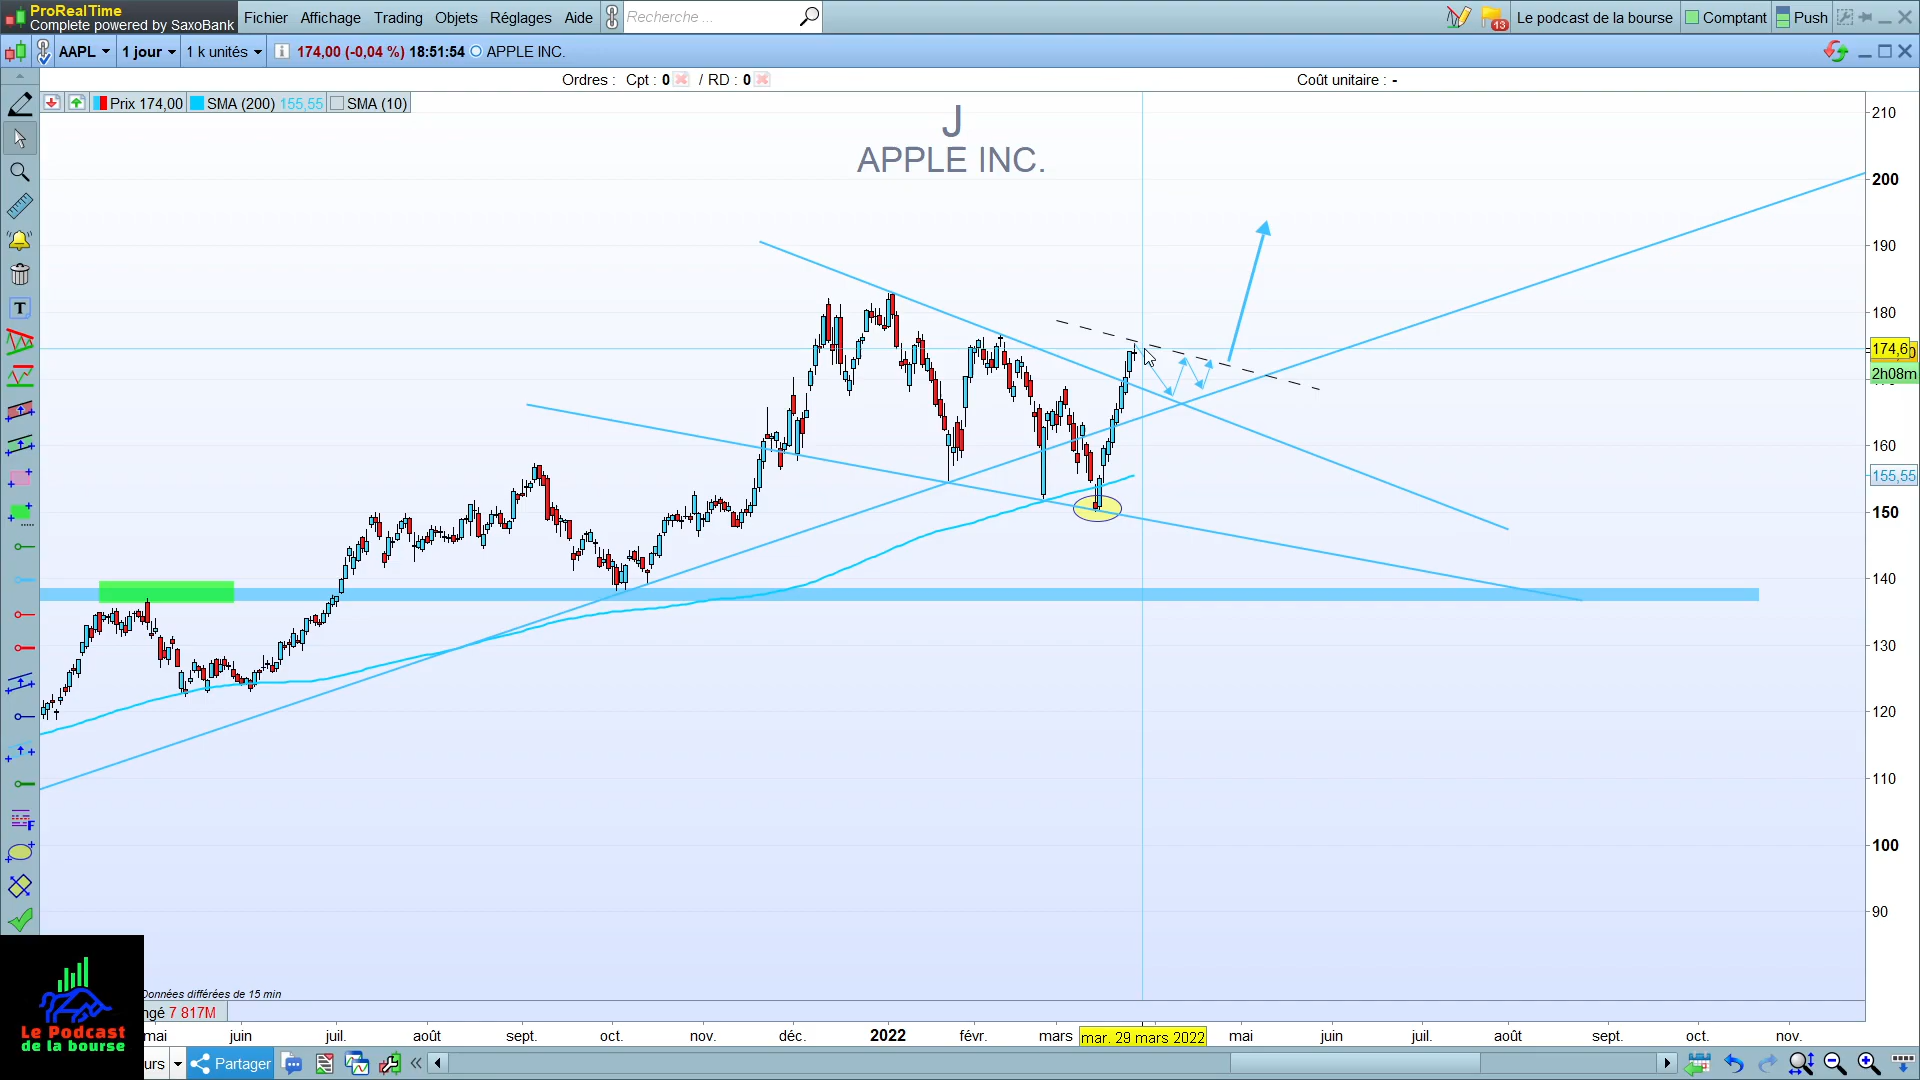 ProRealTime
Complete powered by SaxoBank
Fichier Affichage Trading Objets Réglages Aide
Recherche ...
13
Le podcast de la bourse
Comptant
Push
AAPL 1 jour 1 k unités 174,00 (-0,04 %) 18:51:54 APPLE INC.
Ordres : Cpt : 0 / RD : 0
Coût unitaire : -
Prix 174,00 SMA (200) 155,55 SMA (10)
J
APPLE INC.
210
200
190
180
174,6
2h08m
160
155,55
150
140
130
120
110
100
90
Données différées de 15 min
ngé 7 817M
Le Podcast
de la bourse
mai juin juil. août sept. oct. nov. déc. 2022 févr. mars mar. 29 mars 2022 mai juin juil. août sept. oct. nov.
urs Partager